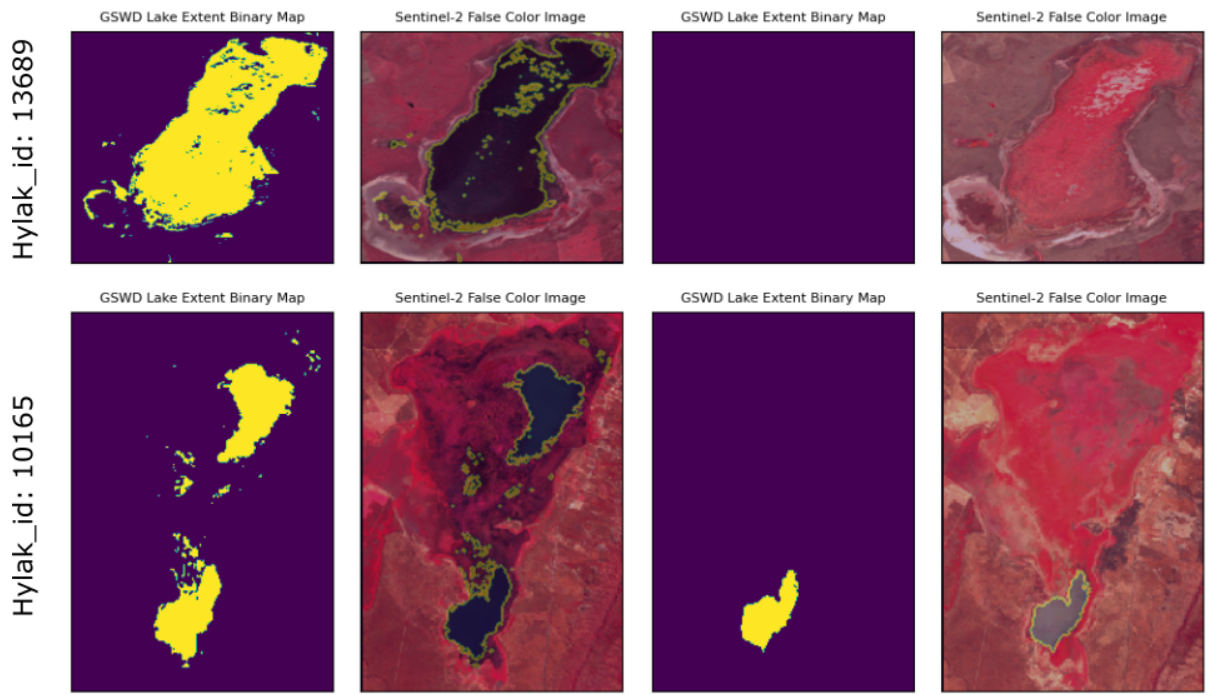 GSWD Lake Extent Binary Map
Sentinel-2 False Color Image
GSWD Lake Extent Binary Map
Sentinel-2 False Color Image
Hylak_id: 13689
GSWD Lake Extent Binary Map
Sentinel-2 False Color Image
GSWD Lake Extent Binary Map
Sentinel-2 False Color Image
Hylak_id: 10165